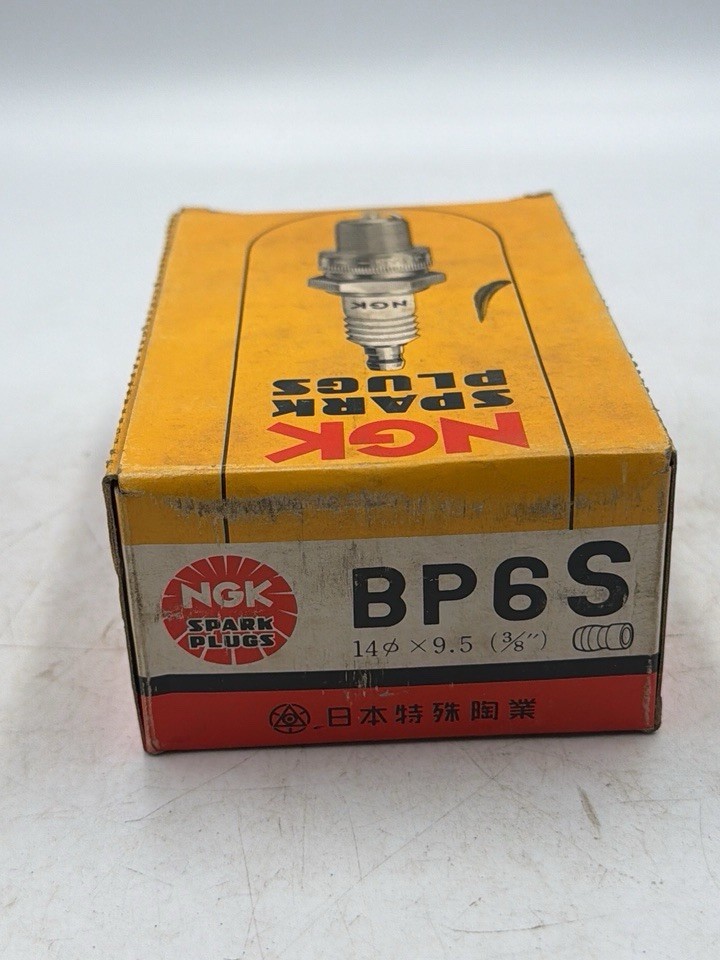 NGK
SPARK
PLUGS
NGK
NGK
SPARK
PLUGS
BP6S
14φ × 9.5 (3/8″)
日本特殊陶業